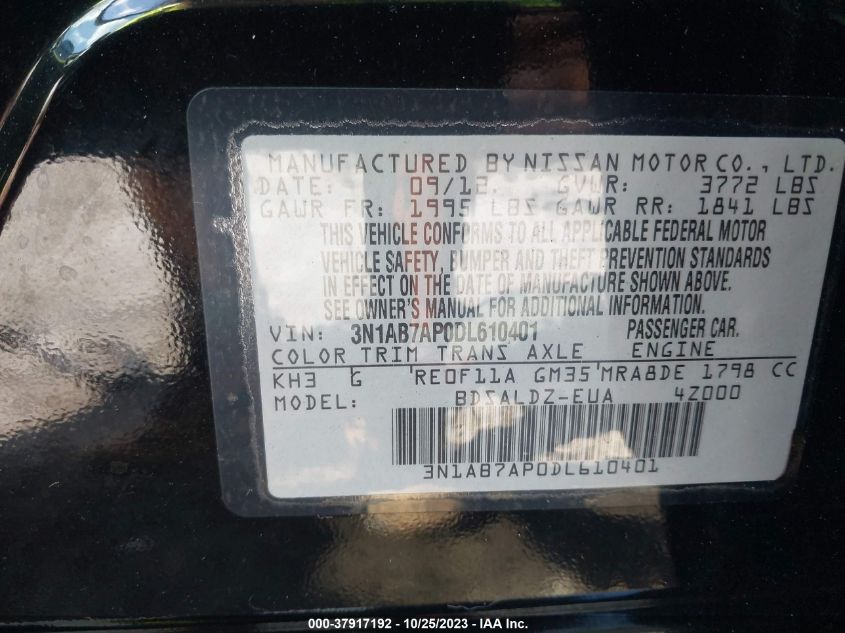 MANUFACTURED BY NISSAN MOTOR CO., LTD.
DATE: 09/12. GVWR: 3772 LBS
GAWR FR: 1995 LBS GAWR RR: 1841 LBS
THIS VEHICLE CONFORMS TO ALL APPLICABLE FEDERAL MOTOR
VEHICLE SAFETY, BUMPER AND THEFT PREVENTION STANDARDS
IN EFFECT ON THE DATE OF MANUFACTURE SHOWN ABOVE.
SEE OWNER'S MANUAL FOR ADDITIONAL INFORMATION.
VIN: 3N1AB7AP0DL610401 PASSENGER CAR.
COLOR TRIM TRANS AXLE ENGINE
KH3 G RE0F11A GM35 MRA8DE 1798 CC
MODEL: BDSALDZ-EUA 4Z000
3N1AB7AP0DL610401
000-37917192 - 10/25/2023 - IAA Inc.